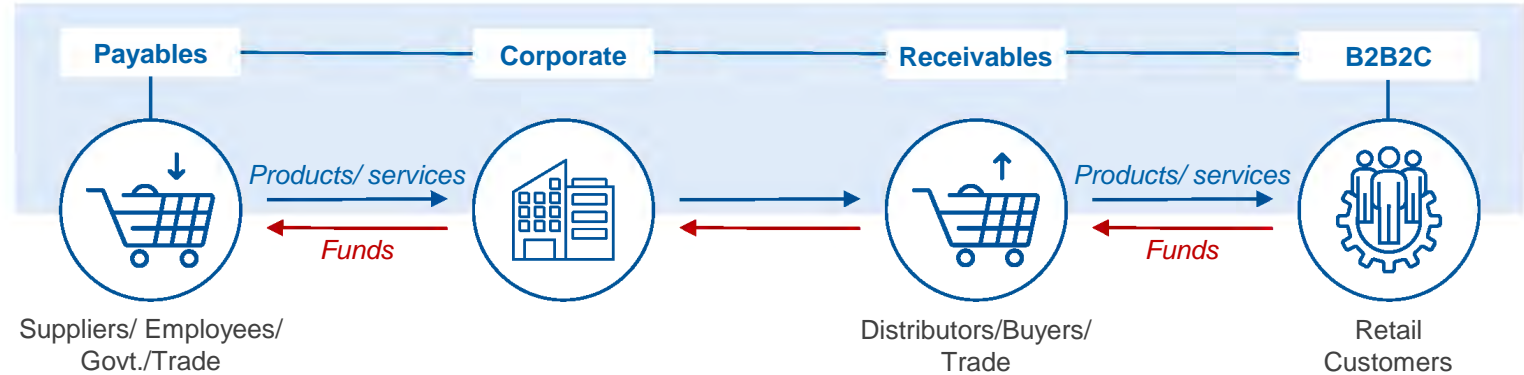 Payables
Corporate
Receivables
B2B2C
Products/ services
Products/ services
Funds
Funds
Suppliers/ Employees/
Govt./Trade
Distributors/Buyers/
Trade
Retail
Customers